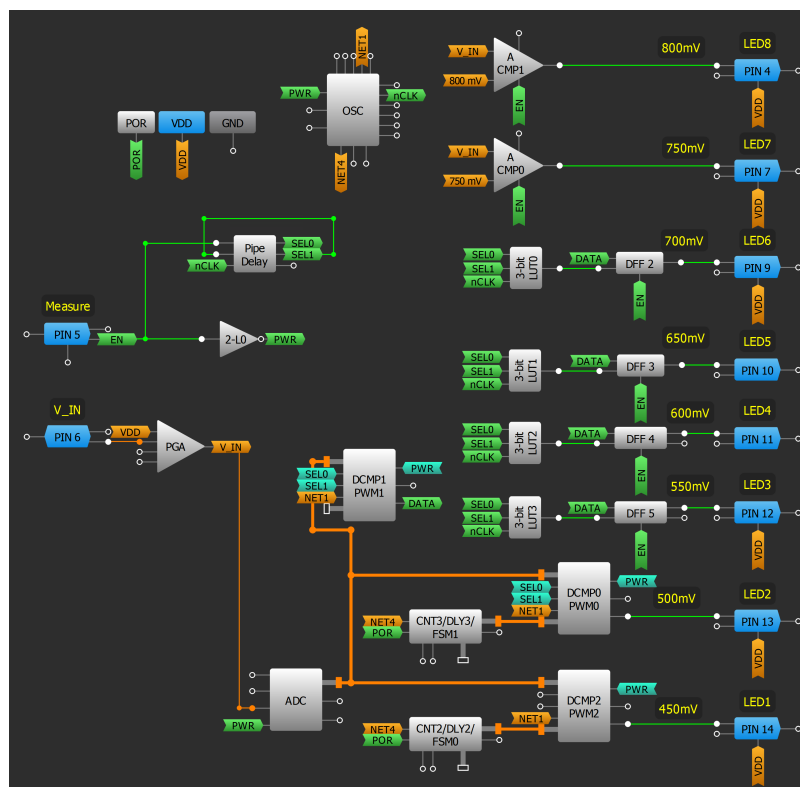 NET1
V_IN
A
CMP1
800 mV
EN
800mV
LED8
PIN 4
VDD
PWR
OSC
nCLK
NET4
POR
VDD
GND
POR
VDD
V_IN
A
CMP0
750 mV
EN
750mV
LED7
PIN 7
VDD
Pipe
Delay
SEL0
SEL1
nCLK
SEL0
SEL1
nCLK
3-bit
LUT0
DATA
DFF 2
EN
700mV
LED6
PIN 9
VDD
Measure
PIN 5
EN
2-L0
PWR
SEL0
SEL1
nCLK
3-bit
LUT1
DATA
DFF 3
EN
650mV
LED5
PIN 10
V_IN
PIN 6
VDD
PGA
V_IN
SEL0
SEL1
nCLK
3-bit
LUT2
DATA
DFF 4
EN
600mV
LED4
PIN 11
SEL0
SEL1
NET1
DCMP1
PWM1
PWR
DATA
SEL0
SEL1
nCLK
3-bit
LUT3
DATA
DFF 5
EN
550mV
LED3
PIN 12
VDD
SEL0
SEL1
NET1
DCMP0
PWM0
PWR
500mV
LED2
PIN 13
VDD
NET4
POR
CNT3/DLY3/
FSM1
ADC
PWR
NET1
DCMP2
PWM2
PWR
450mV
LED1
PIN 14
VDD
NET4
POR
CNT2/DLY2/
FSM0